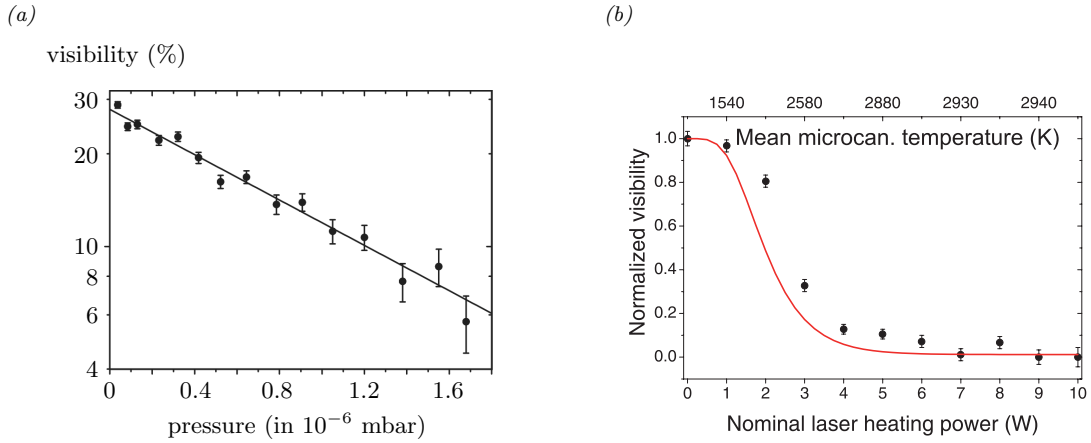 (a)
visibility (%)
30
20
10
8
6
4
0 0.4 0.8 1.2 1.6
pressure (in 10⁻⁶ mbar)
(b)
1540 2580 2880 2930 2940
Mean microcan. temperature (K)
Normalized visibility
1.0
0.8
0.6
0.4
0.2
0.0
0 1 2 3 4 5 6 7 8 9 10
Nominal laser heating power (W)